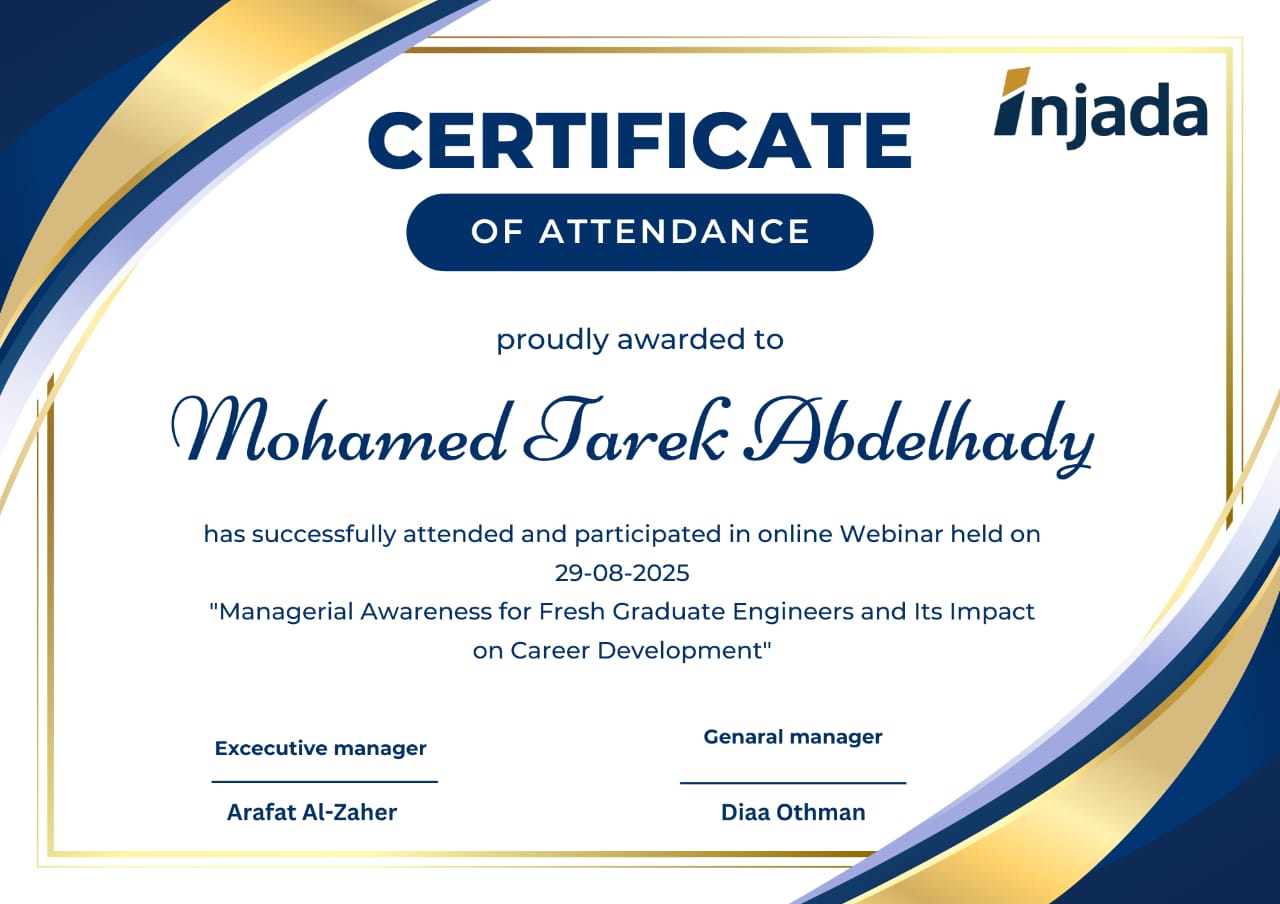 injada
CERTIFICATE
OF ATTENDANCE
proudly awarded to
Mohamed Tarek Abdelhady
has successfully attended and participated in online Webinar held on
29-08-2025
"Managerial Awareness for Fresh Graduate Engineers and Its Impact
on Career Development"
Excecutive manager
Arafat Al-Zaher
Genaral manager
Diaa Othman